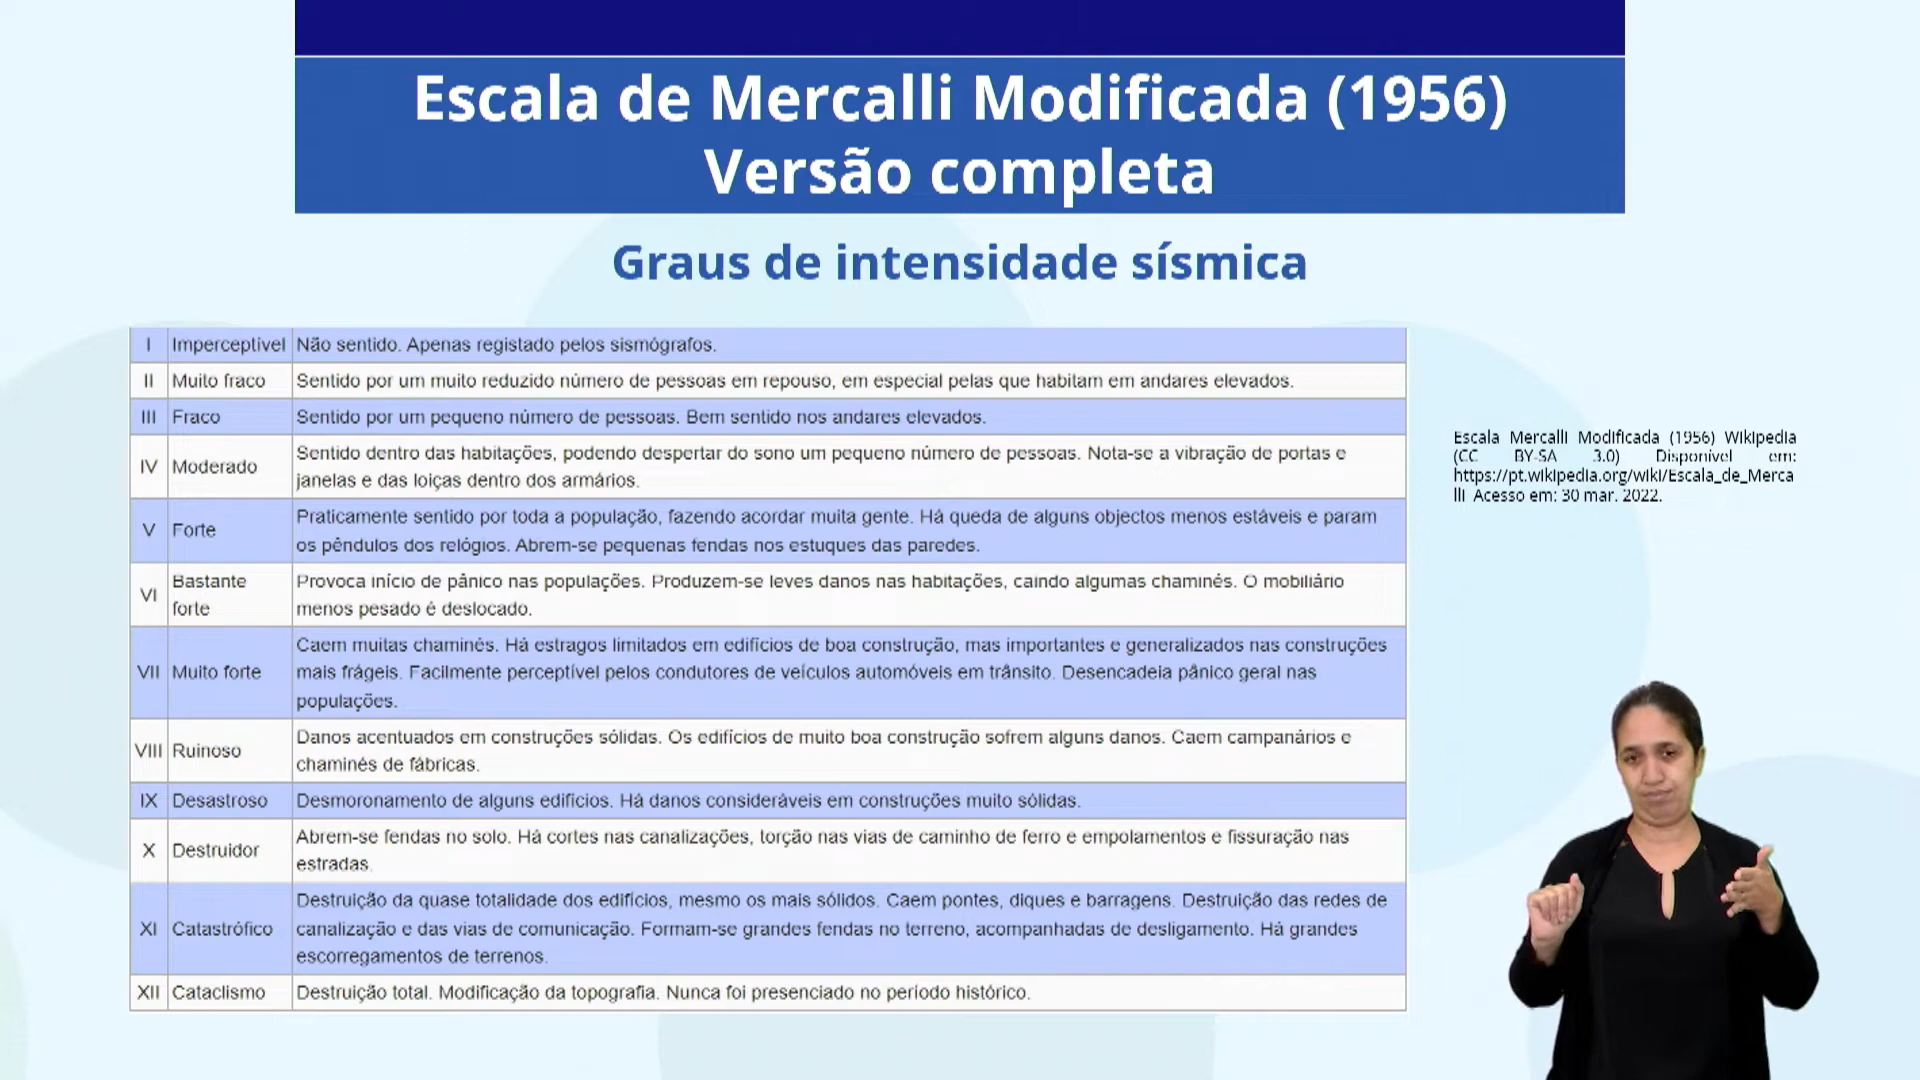 Escala de Mercalli Modificada (1956)
Versão completa
Graus de intensidade sísmica
I Imperceptível Não sentido. Apenas registado pelos sismógrafos.
II Muito fraco Sentido por um muito reduzido número de pessoas em repouso, em especial pelas que habitam em andares elevados.
III Fraco Sentido por um pequeno número de pessoas. Bem sentido nos andares elevados.
IV Moderado Sentido dentro das habitações, podendo despertar do sono um pequeno número de pessoas. Nota-se a vibração de portas e
janelas e das loiças dentro dos armários.
V Forte Praticamente sentido por toda a população, fazendo acordar muita gente. Há queda de alguns objectos menos estáveis e param
os pêndulos dos relógios. Abrem-se pequenas fendas nos estuques das paredes.
VI Bastante forte Provoca início de pânico nas populações. Produzem-se leves danos nas habitações, caindo algumas chaminés. O mobiliário
menos pesado é deslocado.
VII Muito forte Caem muitas chaminés. Há estragos limitados em edifícios de boa construção, mas importantes e generalizados nas construções
mais frágeis. Facilmente perceptível pelos condutores de veículos automóveis em trânsito. Desencadeia pânico geral nas
populações.
VIII Ruinoso Danos acentuados em construções sólidas. Os edifícios de muito boa construção sofrem alguns danos. Caem campanários e
chaminés de fábricas.
IX Desastroso Desmoronamento de alguns edifícios. Há danos consideráveis em construções muito sólidas.
X Destruidor Abrem-se fendas no solo. Há cortes nas canalizações, torção nas vias de caminho de ferro e empolamentos e fissuração nas
estradas.
XI Catastrófico Destruição da quase totalidade dos edifícios, mesmo os mais sólidos. Caem pontes, diques e barragens. Destruição das redes de
canalização e das vias de comunicação. Formam-se grandes fendas no terreno, acompanhadas de desligamento. Há grandes
escorregamentos de terrenos.
XII Cataclismo Destruição total. Modificação da topografia. Nunca foi presenciado no período histórico.
Escala Mercalli Modificada (1956) Wikipedia
(CC BY-SA 3.0) Disponível em:
https://pt.wikipedia.org/wiki/Escala_de_Merca
lli Acesso em: 30 mar. 2022.